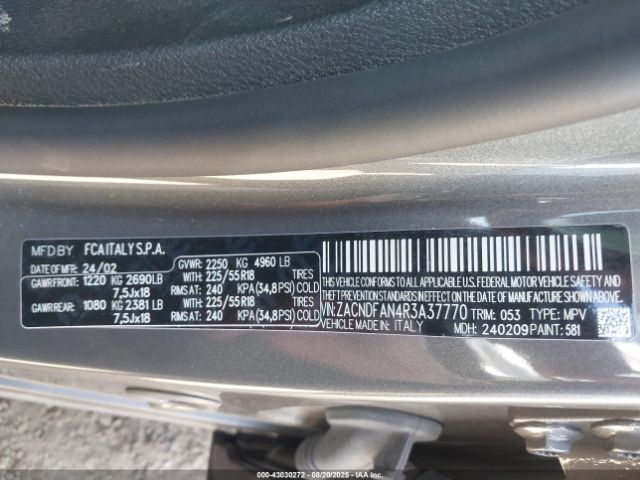 MFD BY FCA ITALY S.P.A.
DATE OF MFR 24/02 GVWR: 2250 KG 4960 LB
GAWR FRONT: 1220 KG 2690LB WITH: 225/55R18 TIRES
7,5Jx18 RMS AT: 240 KPA (34,8PSI) COLD
GAWR REAR: 1080 KG 2381 LB WITH: 225/55R18 TIRES
7,5Jx18 RMS AT: 240 KPA (34,8PSI) COLD
THIS VEHICLE CONFORMS TO ALL APPLICABLE U.S. FEDERAL MOTOR VEHICLE SAFETY AND
THEFT PREVENTION STANDARDS IN EFFECT ON THE DATE OF MANUFACTURE SHOWN ABOVE.
VIN: ZACNDFAN4R3A37770 TRIM: 053 TYPE: MPV
VEHICLE MADE IN: ITALY MDH: 240209 PAINT: 581
000-43030272 - 08/20/2025 - IAAI.com